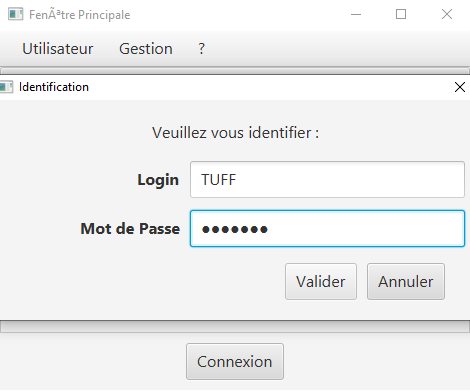 FenÃªtre Principale
Utilisateur Gestion ?
Identification
Veuillez vous identifier :
Login TUFF
Mot de Passe ●●●●●●●
Valider Annuler
Connexion